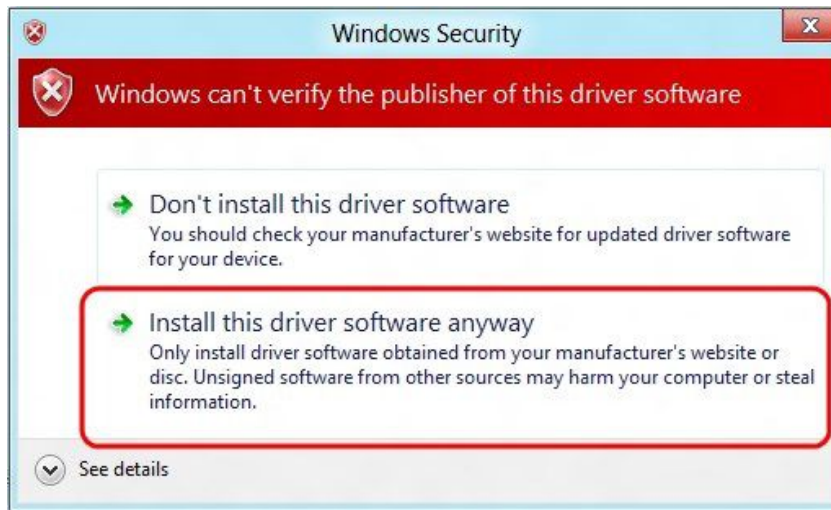 Windows Security
Windows can't verify the publisher of this driver software
Don't install this driver software
You should check your manufacturer's website for updated driver software
for your device.
Install this driver software anyway
Only install driver software obtained from your manufacturer's website or
disc. Unsigned software from other sources may harm your computer or steal
information.
See details